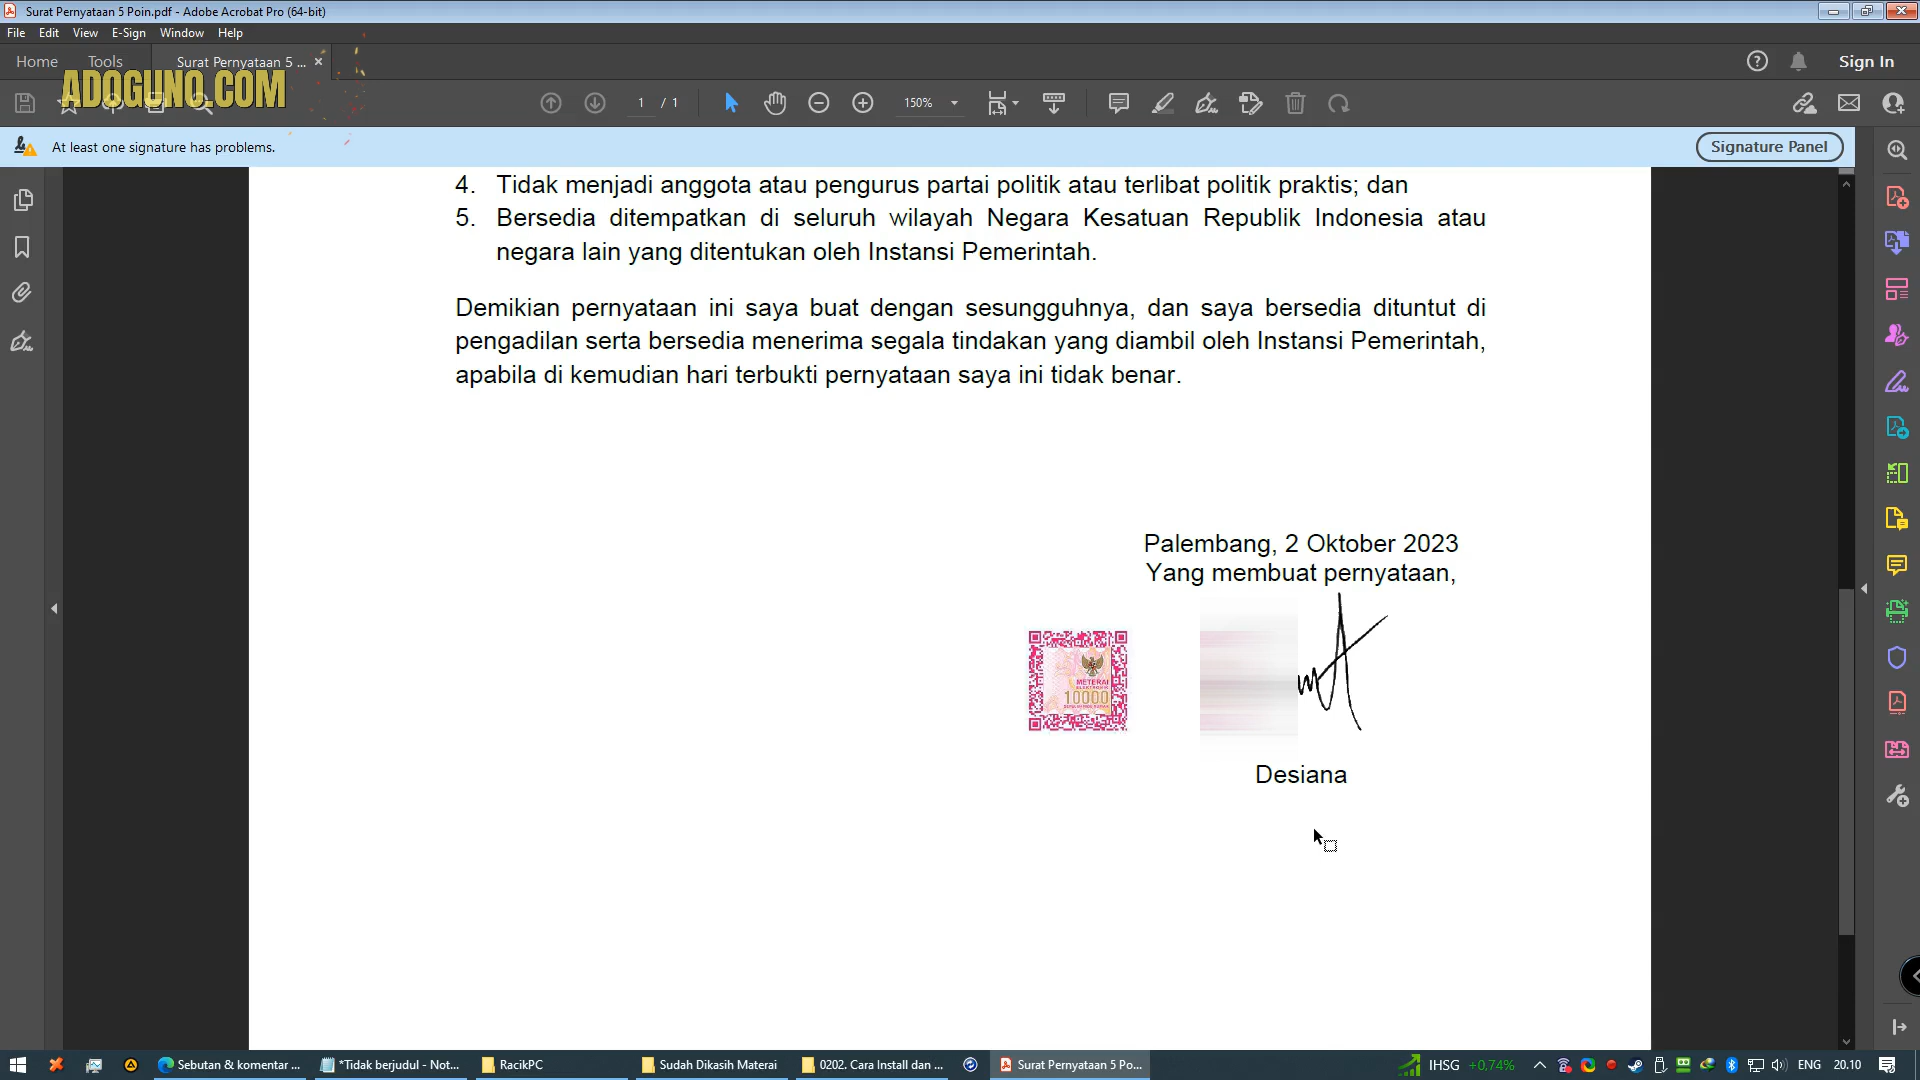 Surat Pernyataan 5 Poin.pdf - Adobe Acrobat Pro (64-bit)
File Edit View E-Sign Window Help
Home Tools Surat Pernyataan 5 ... ×
Sign In
ADOGUNO.COM
1 / 1
150%
At least one signature has problems.
Signature Panel
4. Tidak menjadi anggota atau pengurus partai politik atau terlibat politik praktis; dan
5. Bersedia ditempatkan di seluruh wilayah Negara Kesatuan Republik Indonesia atau
negara lain yang ditentukan oleh Instansi Pemerintah.
Demikian pernyataan ini saya buat dengan sesungguhnya, dan saya bersedia dituntut di
pengadilan serta bersedia menerima segala tindakan yang diambil oleh Instansi Pemerintah,
apabila di kemudian hari terbukti pernyataan saya ini tidak benar.
Palembang, 2 Oktober 2023
Yang membuat pernyataan,
METERAI
ELEKTRONIK
10000
Desiana
Sebutan & komentar ...
*Tidak berjudul - Not...
RacikPC
Sudah Dikasih Materai
0202. Cara Install dan ...
Surat Pernyataan 5 Po...
IHSG +0,74%
ENG
20.10